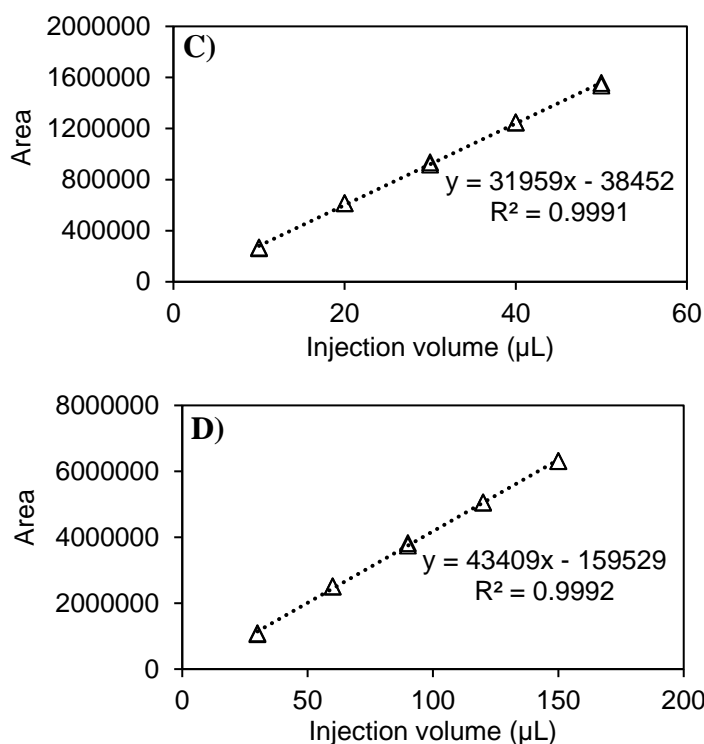 C)
2000000
1600000
1200000
800000
400000
0
Area
y = 31959x - 38452
R² = 0.9991
0 20 40 60
Injection volume (µL)
D)
8000000
6000000
4000000
2000000
0
Area
y = 43409x - 159529
R² = 0.9992
0 50 100 150 200
Injection volume (µL)